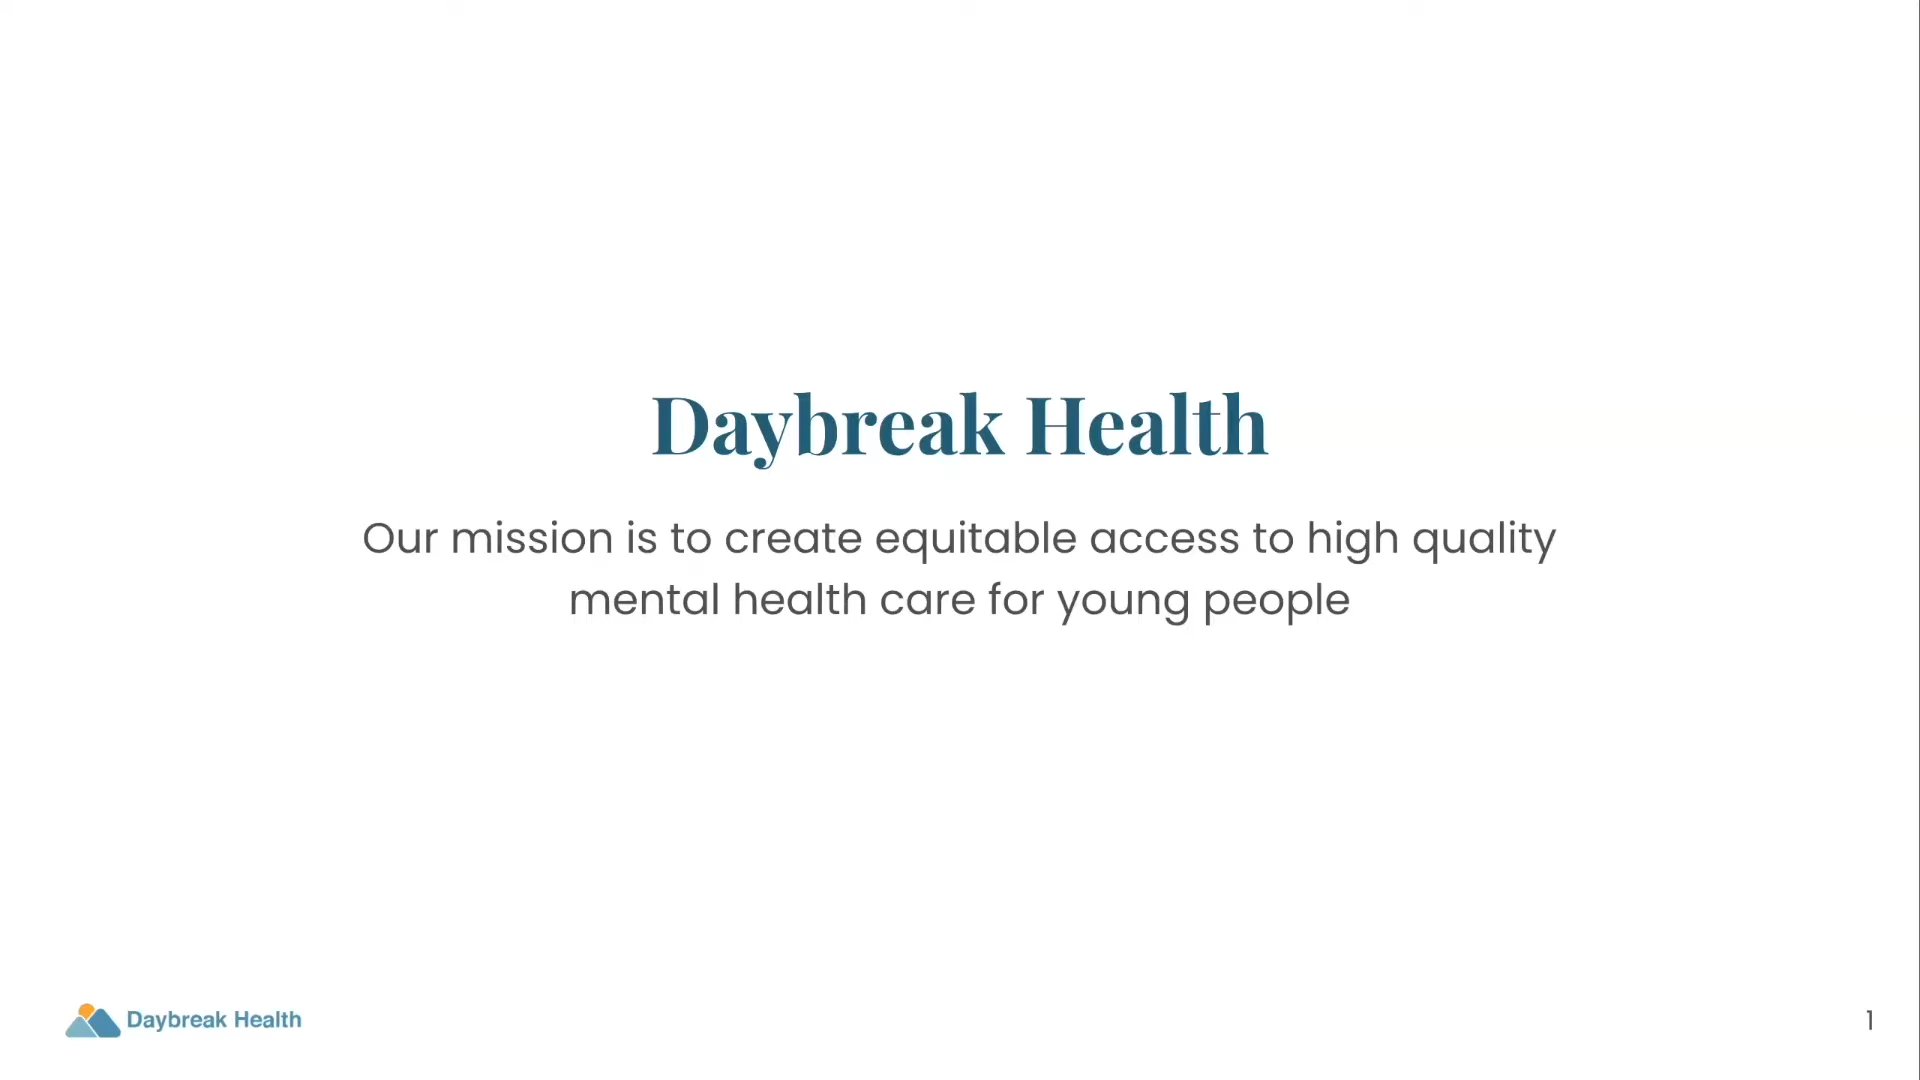 Daybreak Health
Our mission is to create equitable access to high quality
mental health care for young people
Daybreak Health
1